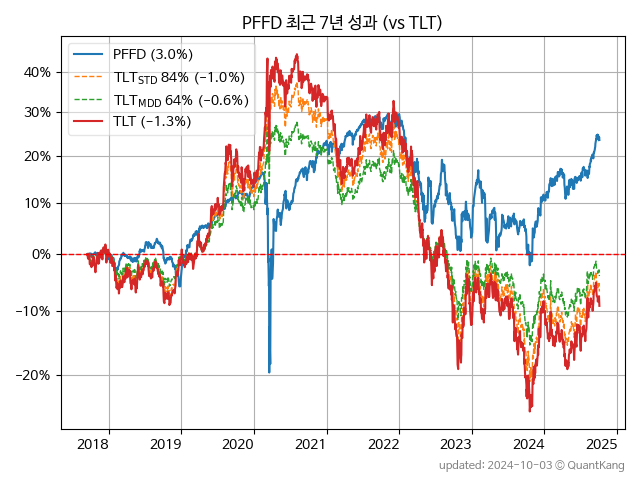 PFFD 최근 7년 성과 (vs TLT)
PFFD (3.0%)
TLT_STD 84% (−1.0%)
TLT_MDD 64% (−0.6%)
TLT (−1.3%)
40%
30%
20%
10%
0%
−10%
−20%
2018 2019 2020 2021 2022 2023 2024 2025
updated: 2024-10-03 © QuantKang